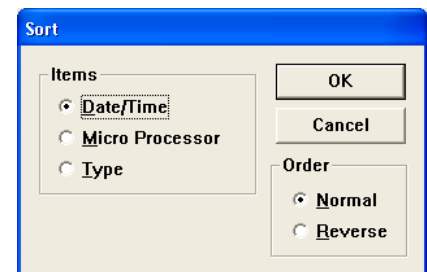 Sort
Items
Date/Time
Micro Processor
Type
OK
Cancel
Order
Normal
Reverse